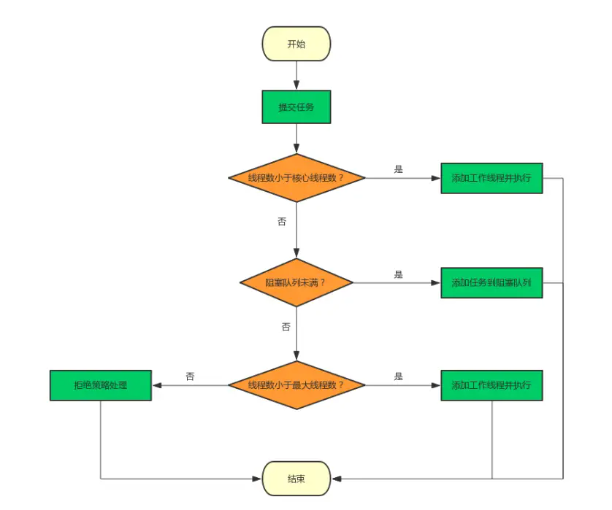 开始
提交任务
线程数小于核心线程数？
是
添加工作线程并执行
否
阻塞队列未满？
是
添加任务到阻塞队列
否
拒绝策略处理
否
线程数小于最大线程数？
是
添加工作线程并执行
结束